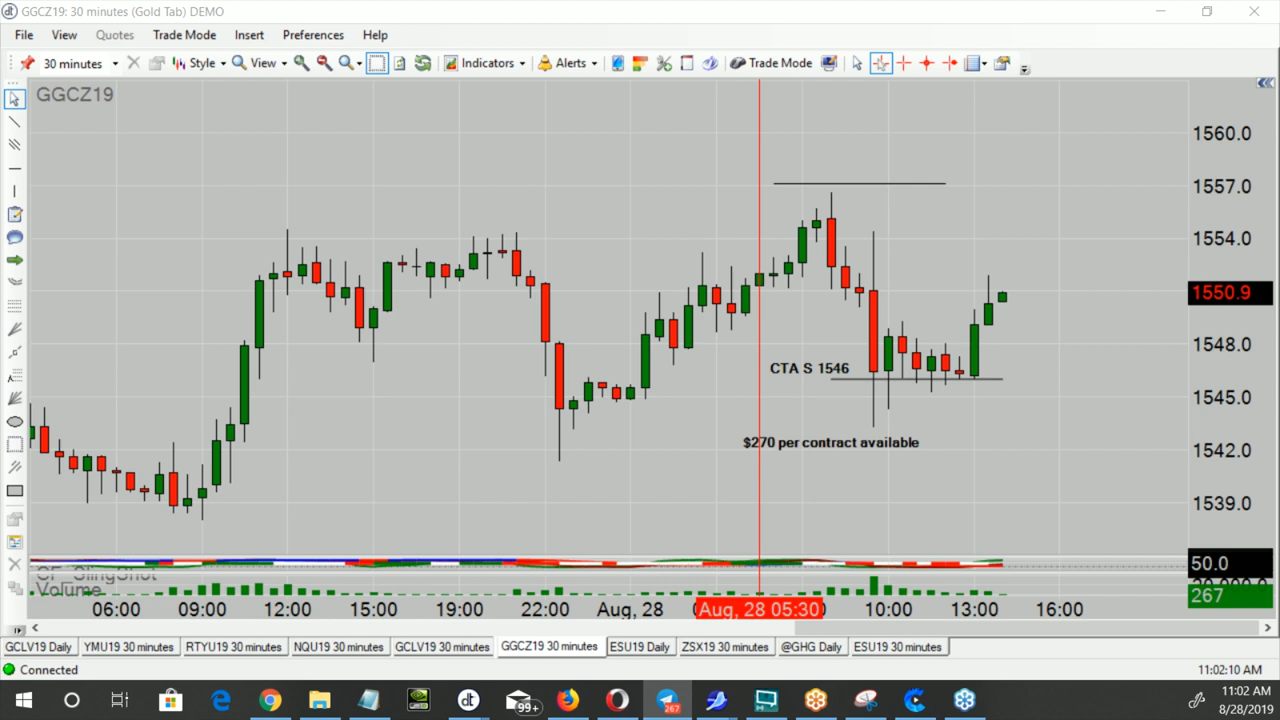 GGCZ19: 30 minutes (Gold Tab) DEMO
File View Quotes Trade Mode Insert Preferences Help
30 minutes Style View Indicators Alerts Trade Mode
GGCZ19
1560.0
1557.0
1554.0
1550.9
1548.0
CTA S 1546
1545.0
$270 per contract available
1542.0
1539.0
50.0
CF_SlingShot
Volume
267
06:00 09:00 12:00 15:00 19:00 22:00 Aug, 28 Aug, 28 05:30 10:00 13:00 16:00
GCLV19 Daily YMU19 30 minutes RTYU19 30 minutes NQU19 30 minutes GCLV19 30 minutes GGCZ19 30 minutes ESU19 Daily ZSX19 30 minutes @GHG Daily ESU19 30 minutes
Connected 11:02:10 AM
dt 99+ 267 11:02 AM
8/28/2019